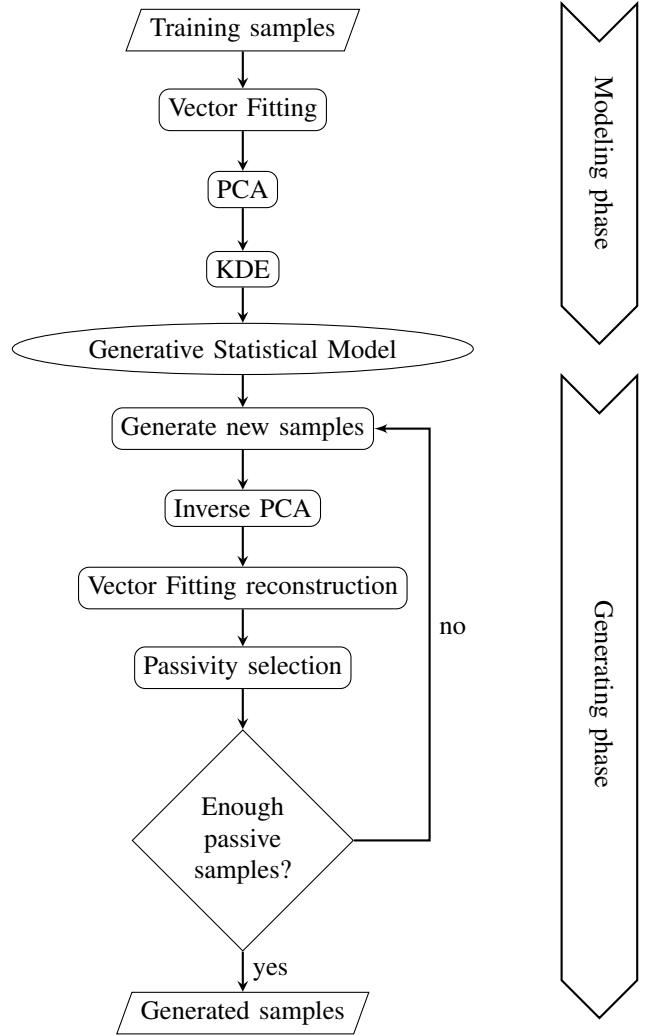 Training samples
Vector Fitting
PCA
KDE
Generative Statistical Model
Modeling phase
Generate new samples
Inverse PCA
Vector Fitting reconstruction
Passivity selection
Enough
passive
samples?
no
yes
Generated samples
Generating phase